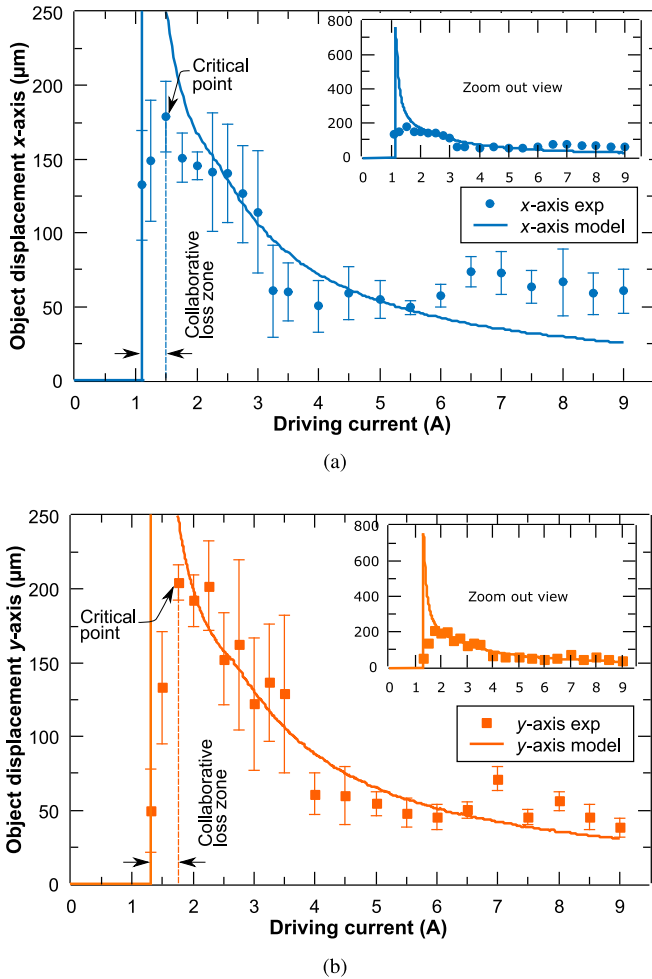 250
200
150
100
50
0
Object displacement x-axis (µm)
Critical
point
Collaborative
loss zone
800
600
400
200
0
Zoom out view
0 1 2 3 4 5 6 7 8 9
x-axis exp
x-axis model
0 1 2 3 4 5 6 7 8 9
Driving current (A)
(a)
250
200
150
100
50
0
Object displacement y-axis (µm)
Critical
point
Collaborative
loss zone
800
600
400
200
0
Zoom out view
0 1 2 3 4 5 6 7 8 9
y-axis exp
y-axis model
0 1 2 3 4 5 6 7 8 9
Driving current (A)
(b)